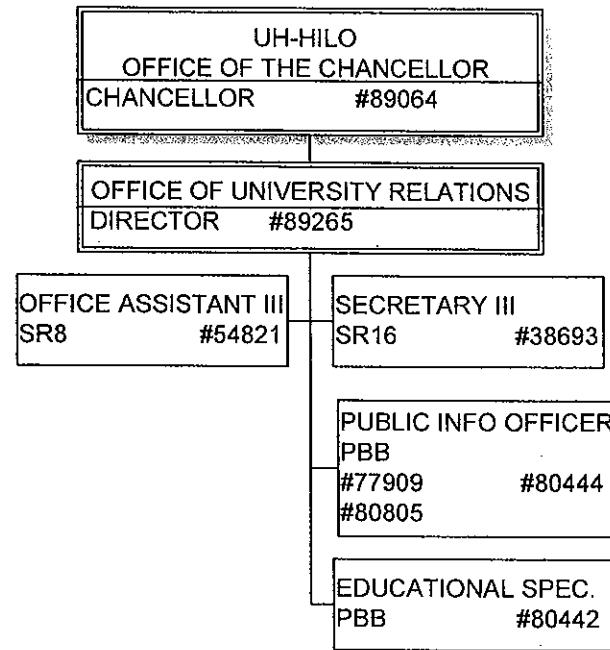 UH-HILO
OFFICE OF THE CHANCELLOR
CHANCELLOR #89064
OFFICE OF UNIVERSITY RELATIONS
DIRECTOR #89265
OFFICE ASSISTANT III
SR8 #54821
SECRETARY III
SR16 #38693
PUBLIC INFO OFFICER
PBB
#77909 #80444
#80805
EDUCATIONAL SPEC.
PBB #80442